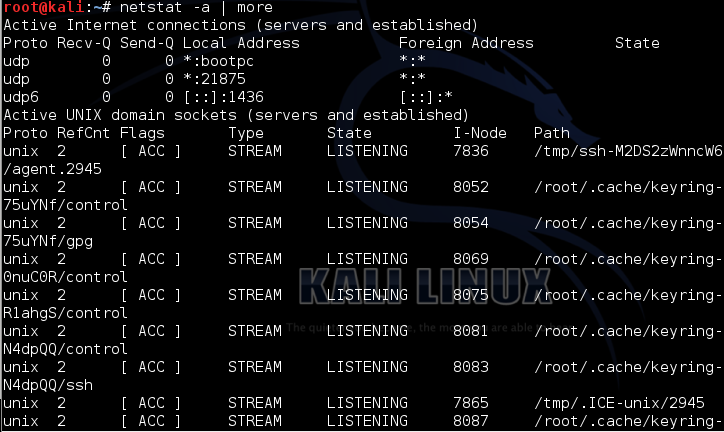 root@kali:~# netstat -a | more
Active Internet connections (servers and established)
Proto Recv-Q Send-Q Local Address           Foreign Address         State
udp        0      0 *:bootpc                *:*
udp        0      0 *:21875                 *:*
udp6       0      0 [::]:1436               [::]:*
Active UNIX domain sockets (servers and established)
Proto RefCnt Flags       Type       State         I-Node   Path
unix  2      [ ACC ]     STREAM     LISTENING     7836     /tmp/ssh-M2DS2zWnncW6
/agent.2945
unix  2      [ ACC ]     STREAM     LISTENING     8052     /root/.cache/keyring-
75uYNf/control
unix  2      [ ACC ]     STREAM     LISTENING     8054     /root/.cache/keyring-
75uYNf/gpg
unix  2      [ ACC ]     STREAM     LISTENING     8069     /root/.cache/keyring-
0nuC0R/control
unix  2      [ ACC ]     STREAM     LISTENING     8075     /root/.cache/keyring-
R1ahgS/control
unix  2      [ ACC ]     STREAM     LISTENING     8081     /root/.cache/keyring-
N4dpQQ/control
unix  2      [ ACC ]     STREAM     LISTENING     8083     /root/.cache/keyring-
N4dpQQ/ssh
unix  2      [ ACC ]     STREAM     LISTENING     7865     /tmp/.ICE-unix/2945
unix  2      [ ACC ]     STREAM     LISTENING     8087     /root/.cache/keyring-
KALI LINUX
The the mo are able